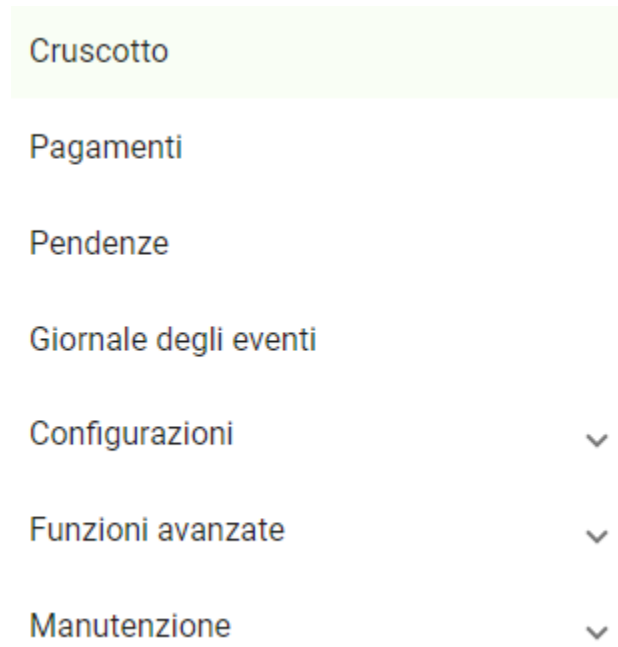 Cruscotto
Pagamenti
Pendenze
Giornale degli eventi
Configurazioni
Funzioni avanzate
Manutenzione